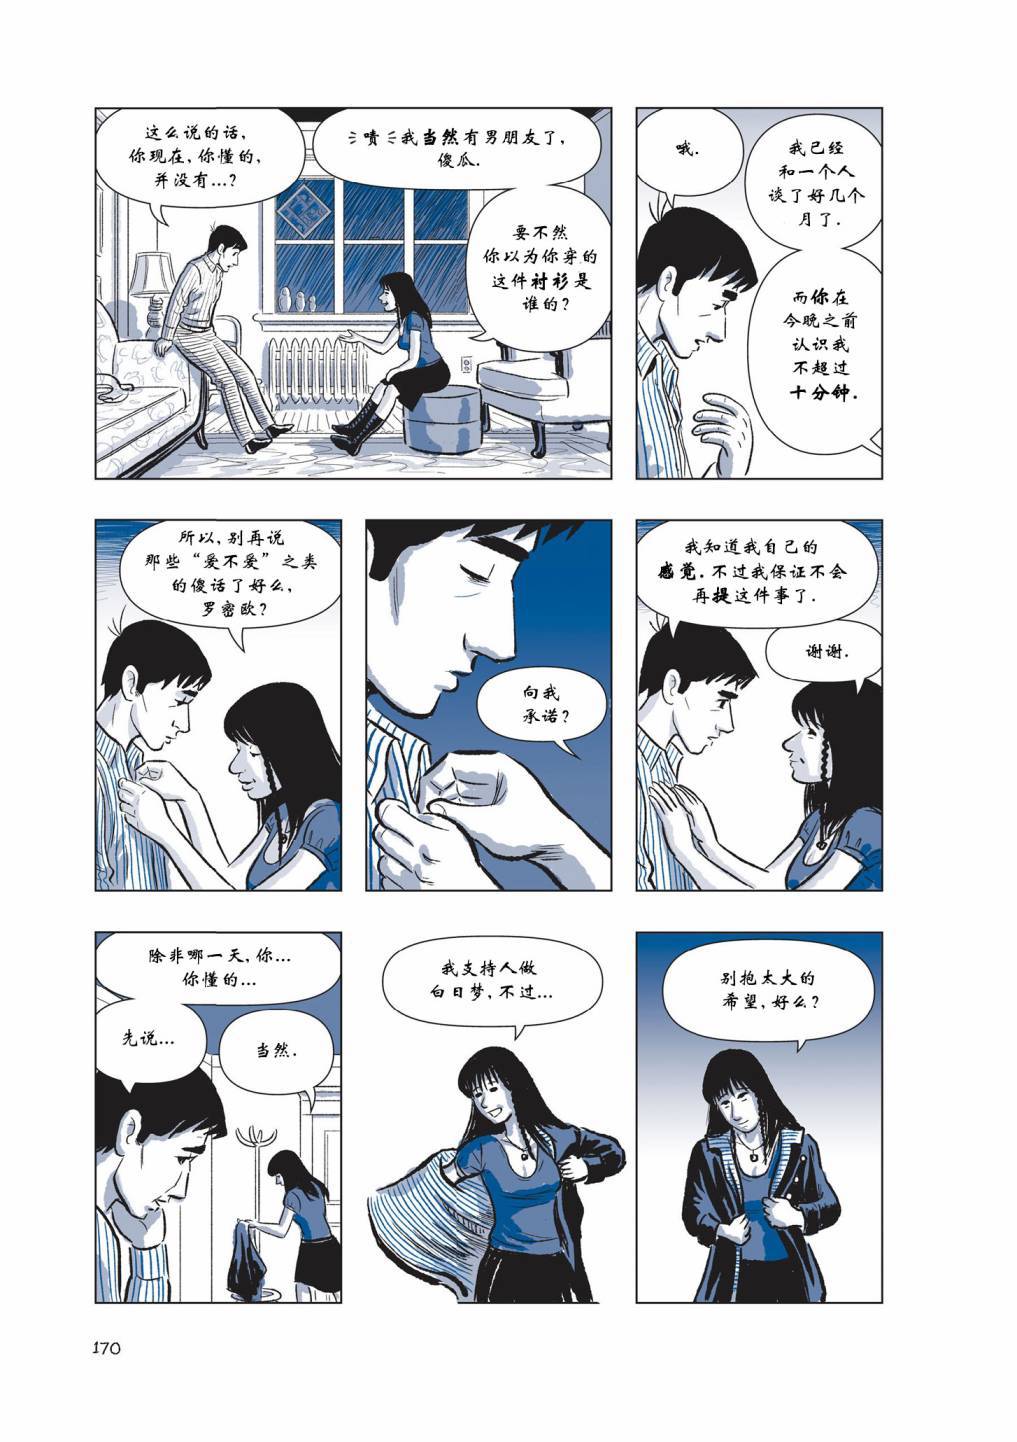 这么说的话,
你现在, 你懂的,
并没有...?
啧 我当然有男朋友了,
傻瓜.
要不然
你以为你穿的
这件衬衫是
谁的?
哦.
我已经
和一个人
谈了好几个
月了.
而你在
今晚之前
认识我
不超过
十分钟.
所以, 别再说
那些“爱不爱”之类
的傻话了好么,
罗密欧?
向我
承诺?
我知道我自己的
感觉. 不过我保证不会
再提这件事了.
谢谢.
除非哪一天, 你...
你懂的...
先说...
当然.
我支持人做
白日梦, 不过...
别抱太大的
希望, 好么?
170